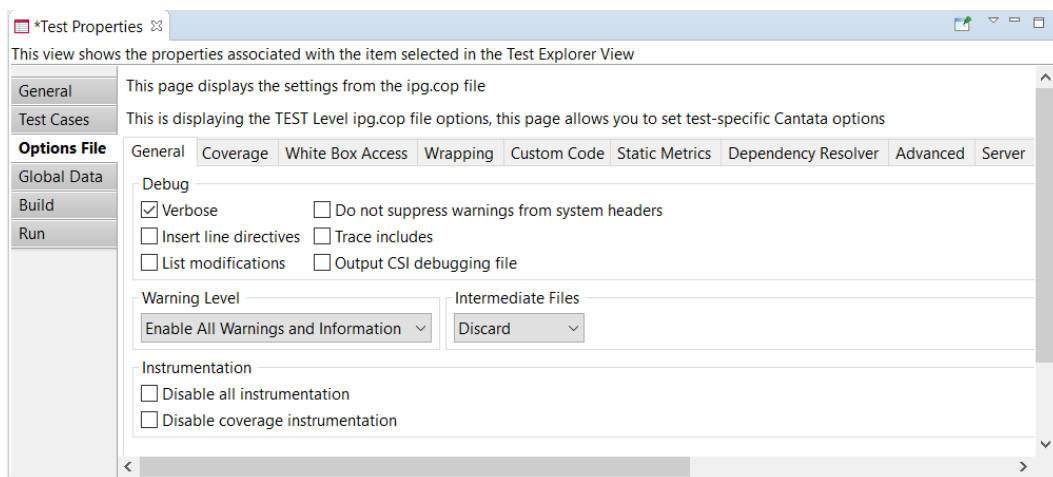 *Test Properties
This view shows the properties associated with the item selected in the Test Explorer View
General
Test Cases
Options File
Global Data
Build
Run
This page displays the settings from the ipg.cop file
This is displaying the TEST Level ipg.cop file options, this page allows you to set test-specific Cantata options
General Coverage White Box Access Wrapping Custom Code Static Metrics Dependency Resolver Advanced Server
Debug
Verbose Do not suppress warnings from system headers
Insert line directives Trace includes
List modifications Output CSI debugging file
Warning Level Intermediate Files
Enable All Warnings and Information Discard
Instrumentation
Disable all instrumentation
Disable coverage instrumentation